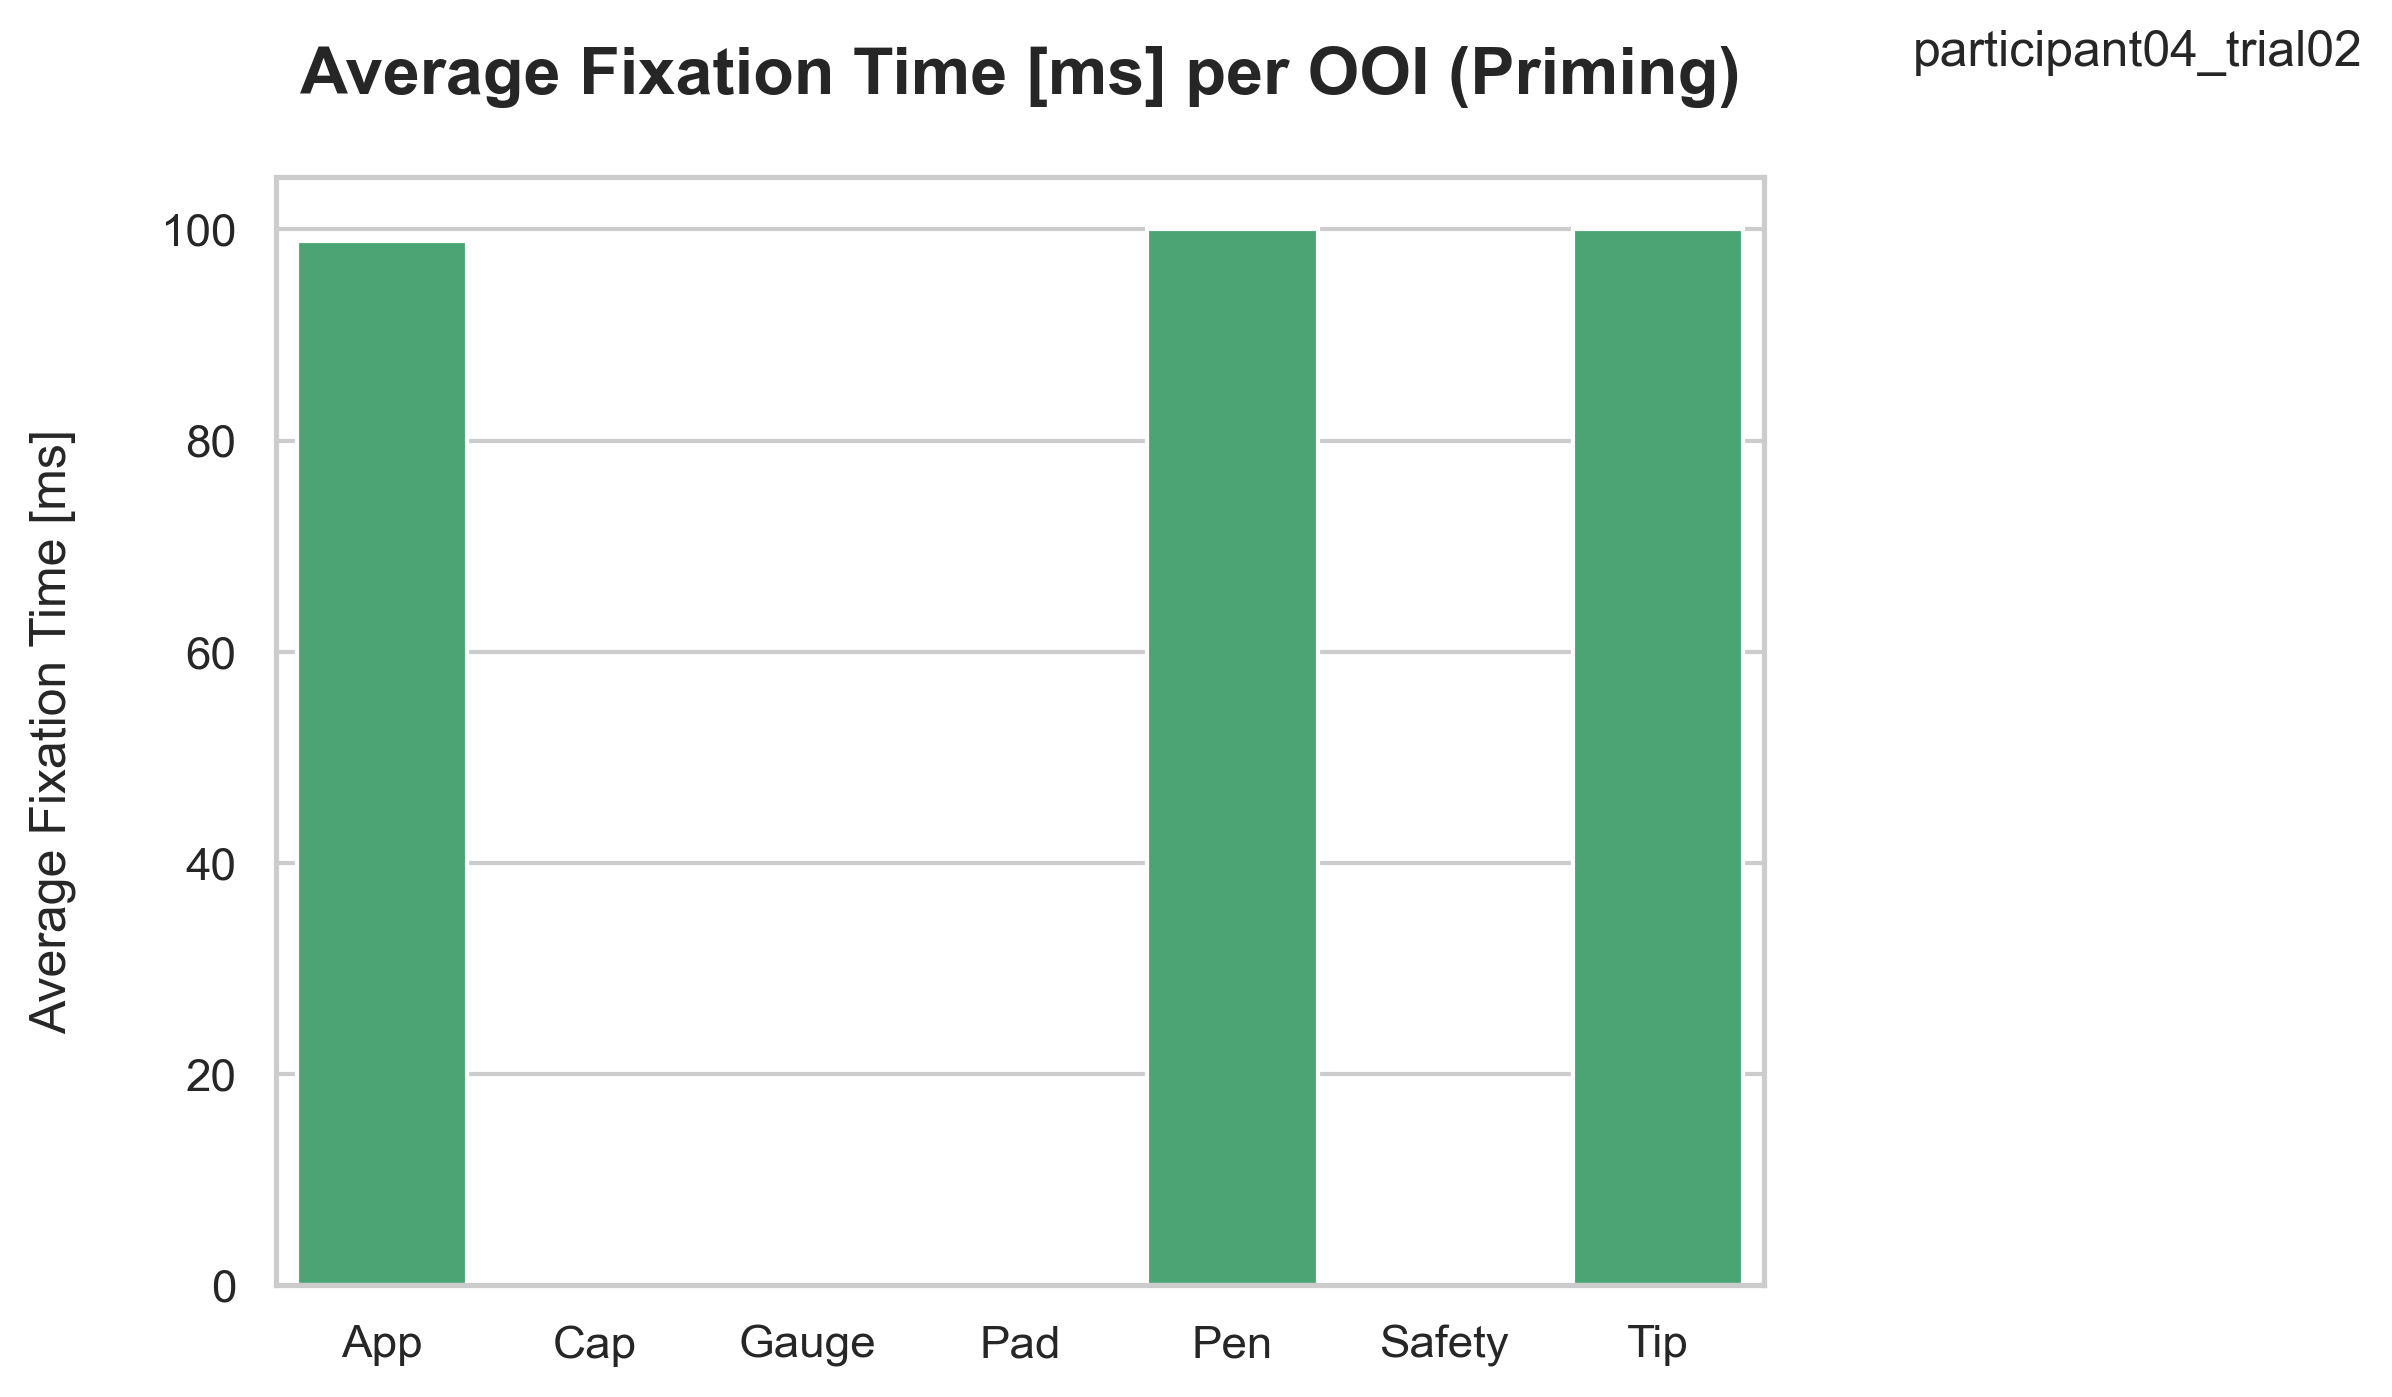 Average Fixation Time [ms] per OOI (Priming)
participant04_trial02
Average Fixation Time [ms]
100
80
60
40
20
0
App Cap Gauge Pad Pen Safety Tip